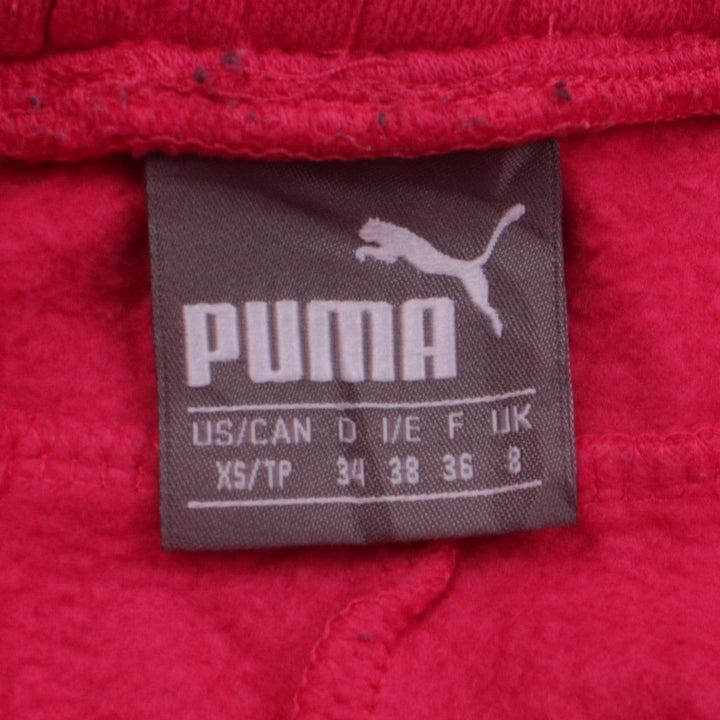 PUMA
US/CAN D I/E F UK
XS/TP 34 38 36 8